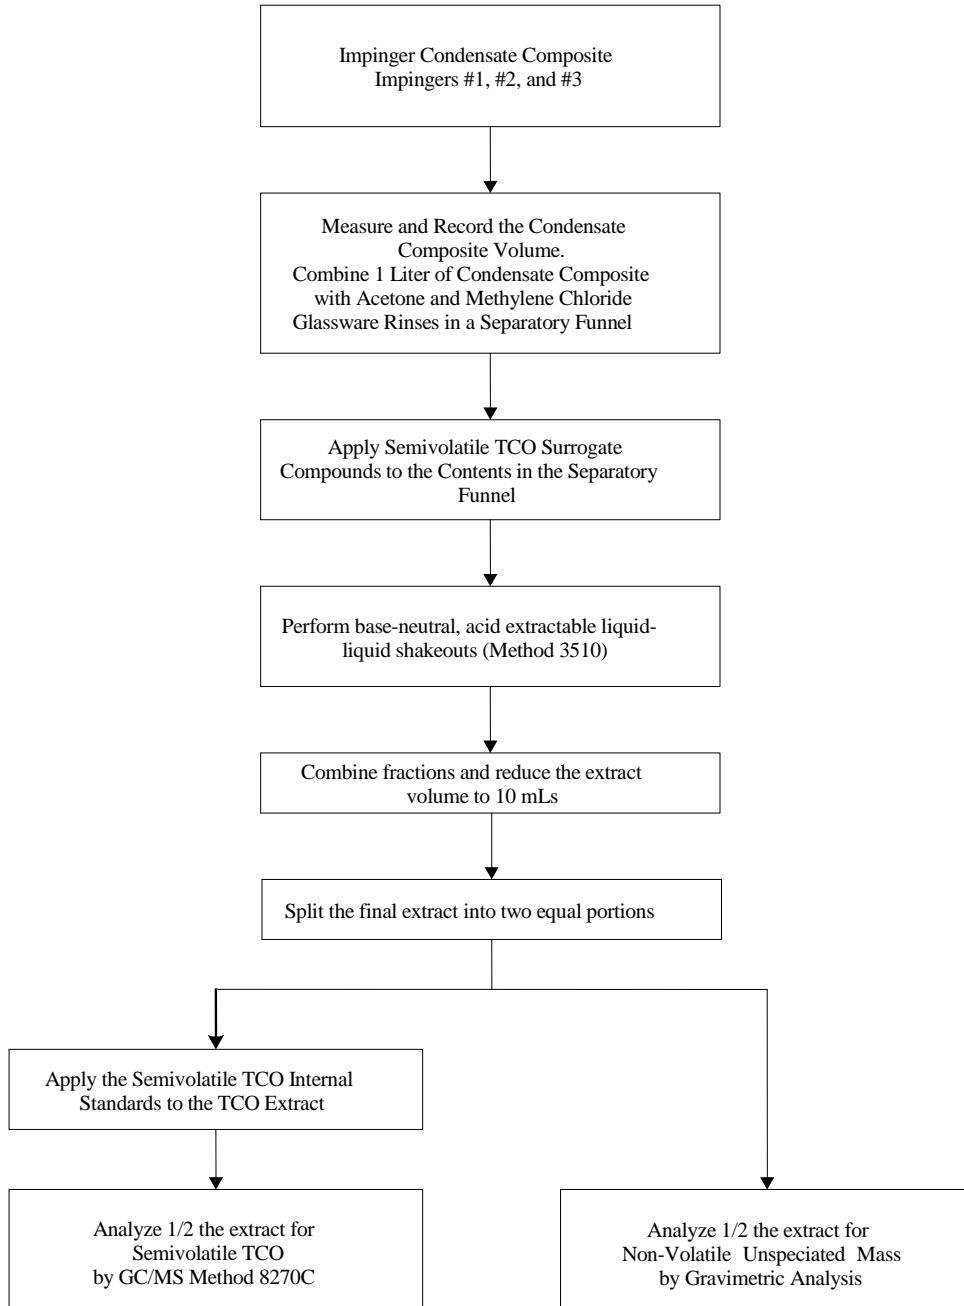 Impinger Condensate Composite
Impingers #1, #2, and #3
Measure and Record the Condensate
Composite Volume.
Combine 1 Liter of Condensate Composite
with Acetone and Methylene Chloride
Glassware Rinses in a Separatory Funnel
Apply Semivolatile TCO Surrogate
Compounds to the Contents in the Separatory
Funnel
Perform base-neutral, acid extractable liquid-
liquid shakeouts (Method 3510)
Combine fractions and reduce the extract
volume to 10 mLs
Split the final extract into two equal portions
Apply the Semivolatile TCO Internal
Standards to the TCO Extract
Analyze 1/2 the extract for
Semivolatile TCO
by GC/MS Method 8270C
Analyze 1/2 the extract for
Non-Volatile Unspeciated Mass
by Gravimetric Analysis